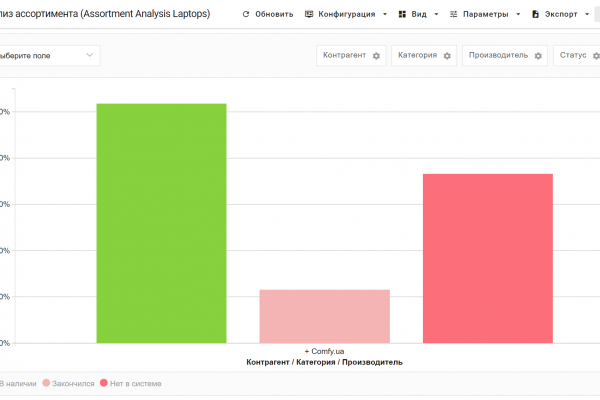 лиз ассортимента (Assortment Analysis Laptops) Обновить Конфигурация Вид Параметры Экспорт
ыберите поле Контрагент Категория Производитель Статус
0%
0%
0%
0%
0%
0%
+ Comfy.ua
Контрагент / Категория / Производитель
В наличии Закончился Нет в системе